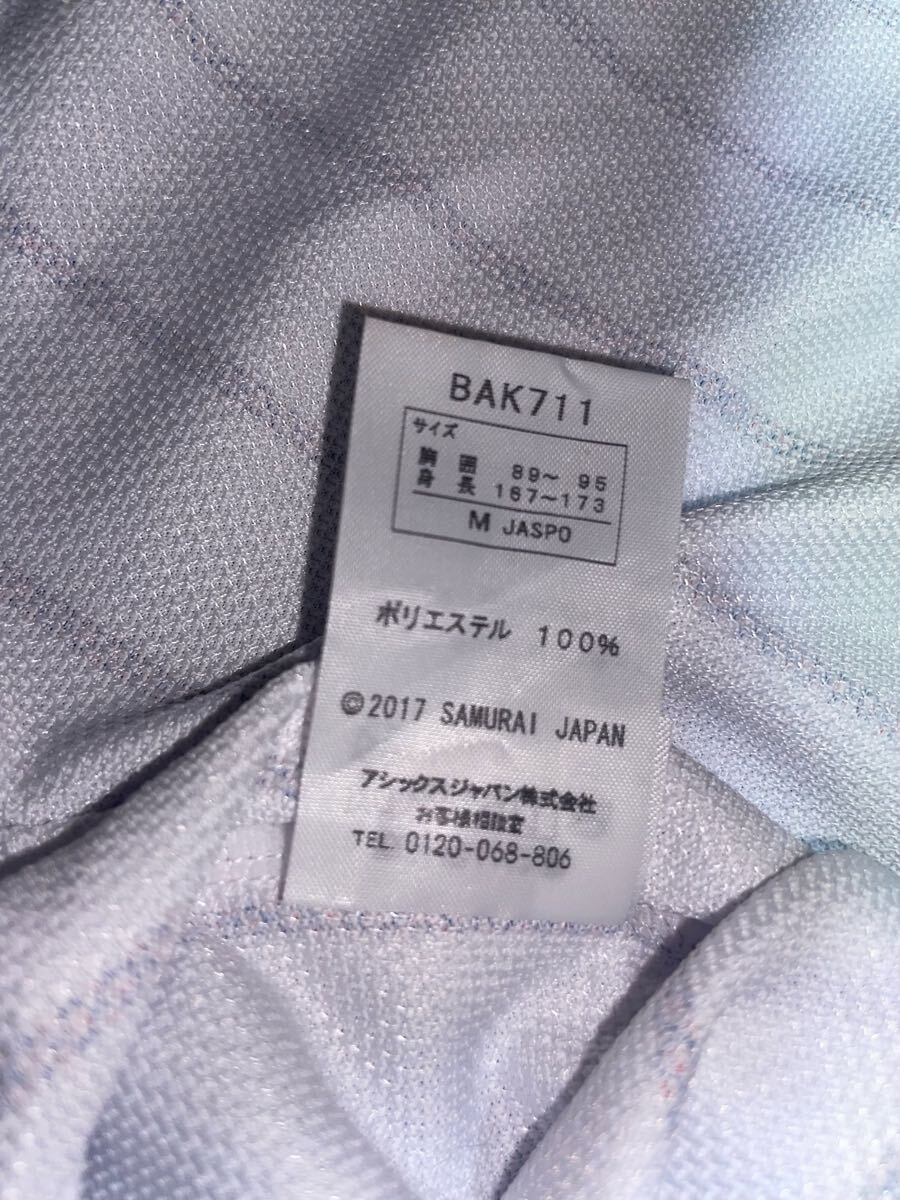 BAK711
サイズ
胸囲 89～ 95
身長 167～173
M JASPO
ポリエステル 100%
©2017 SAMURAI JAPAN
アシックスジャパン株式会社
お客様相談室
TEL 0120-068-806